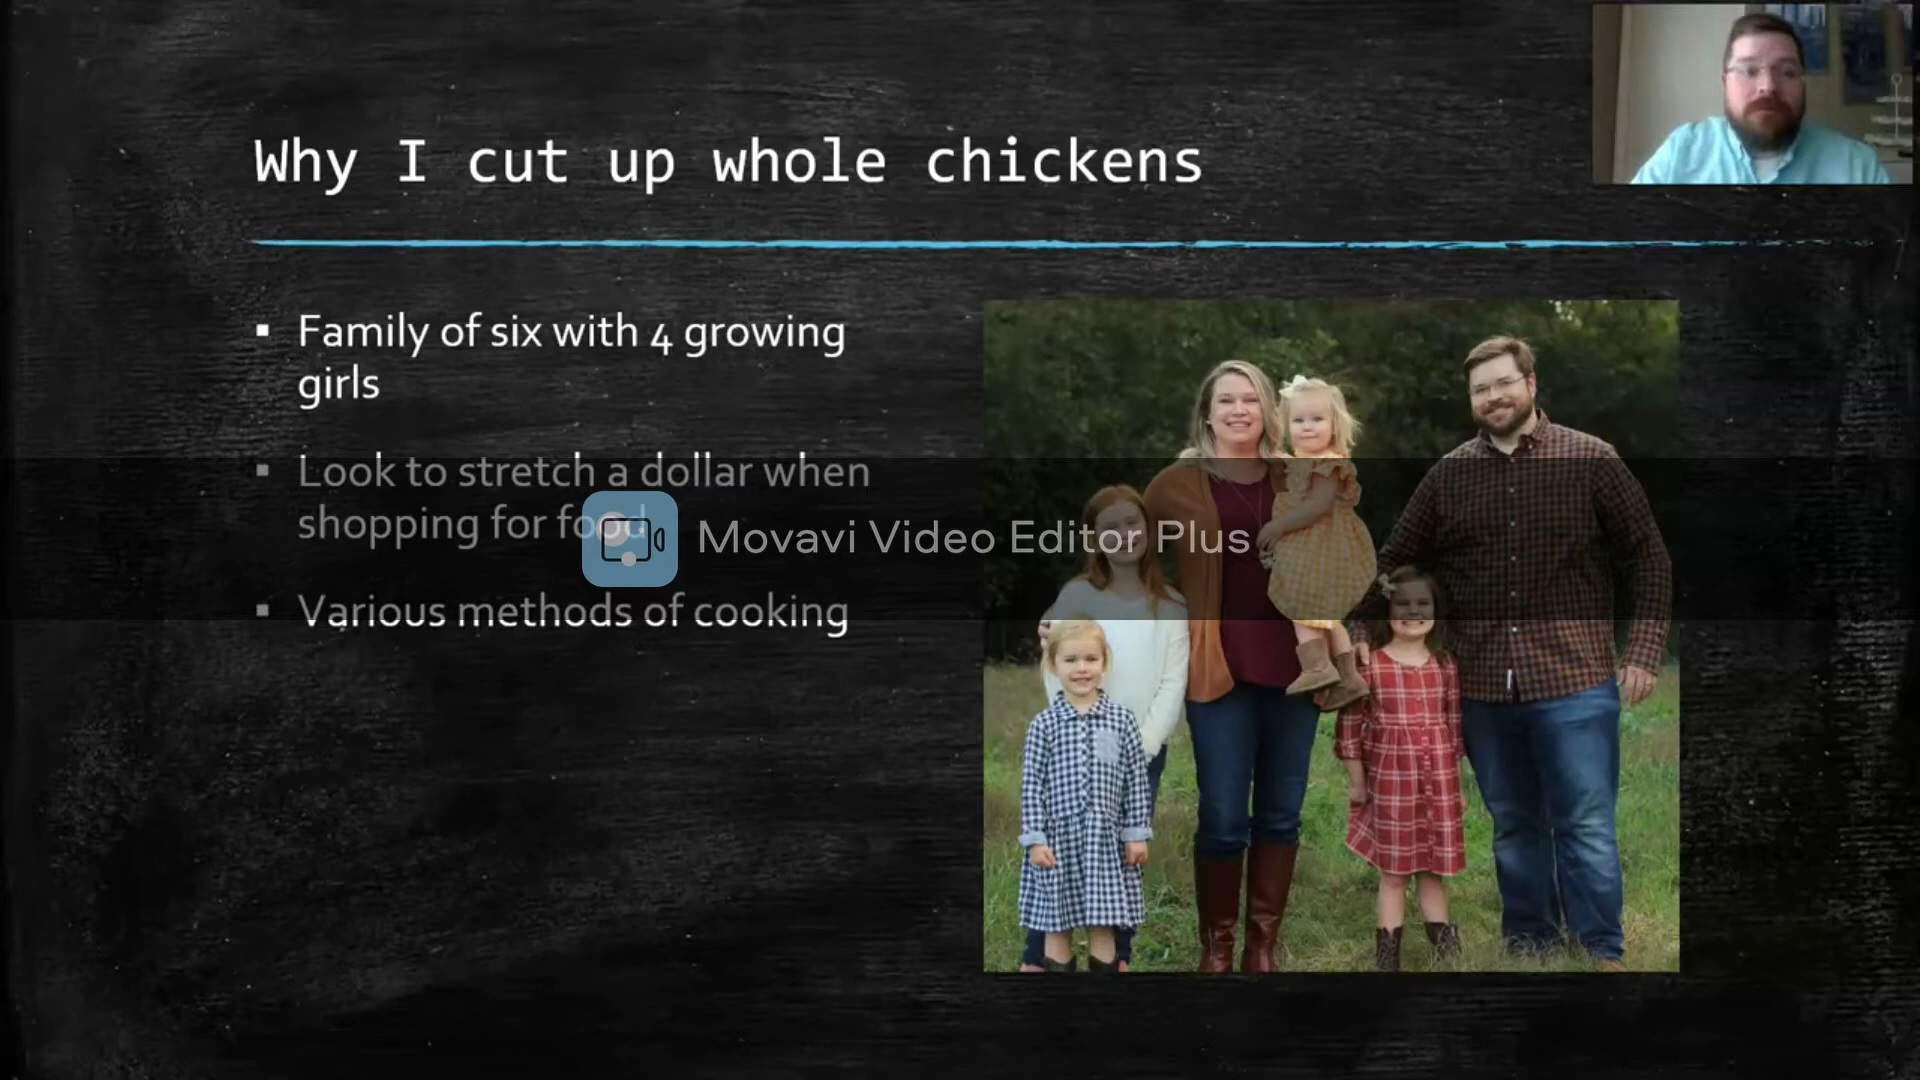 Why I cut up whole chickens
▪ Family of six with 4 growing
girls
▪ Look to stretch a dollar when
shopping for food
▪ Various methods of cooking
Movavi Video Editor Plus